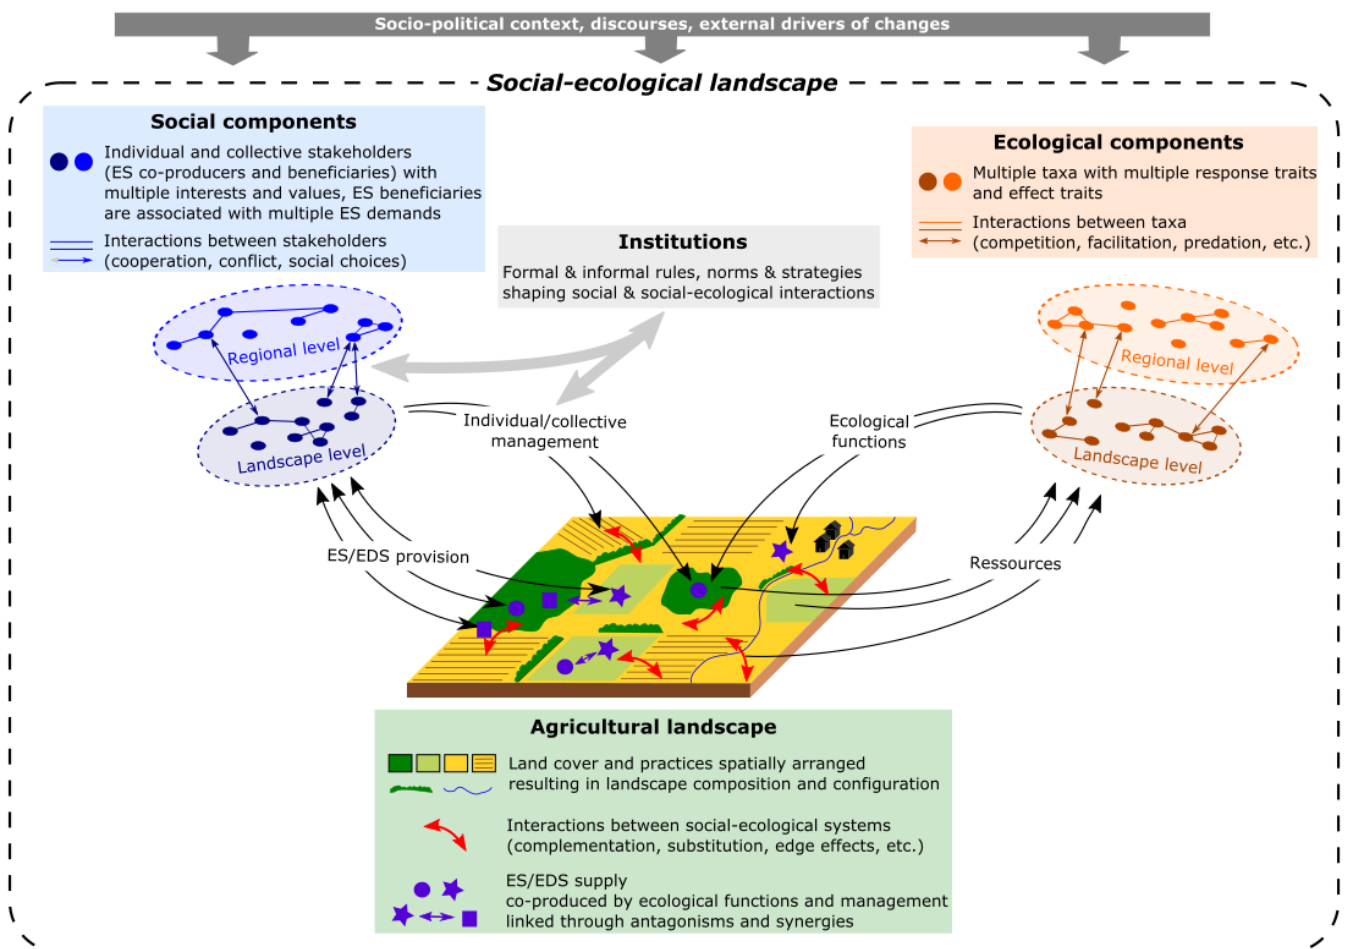 Socio-political context, discourses, external drivers of changes
Social-ecological landscape
Social components
Individual and collective stakeholders
(ES co-producers and beneficiaries) with
multiple interests and values, ES beneficiaries
are associated with multiple ES demands
Interactions between stakeholders
(cooperation, conflict, social choices)
Ecological components
Multiple taxa with multiple response traits
and effect traits
Interactions between taxa
(competition, facilitation, predation, etc.)
Institutions
Formal & informal rules, norms & strategies
shaping social & social-ecological interactions
Regional level
Landscape level
Regional level
Landscape level
Individual/collective
management
Ecological
functions
ES/EDS provision
Ressources
Agricultural landscape
Land cover and practices spatially arranged
resulting in landscape composition and configuration
Interactions between social-ecological systems
(complementation, substitution, edge effects, etc.)
ES/EDS supply
co-produced by ecological functions and management
linked through antagonisms and synergies